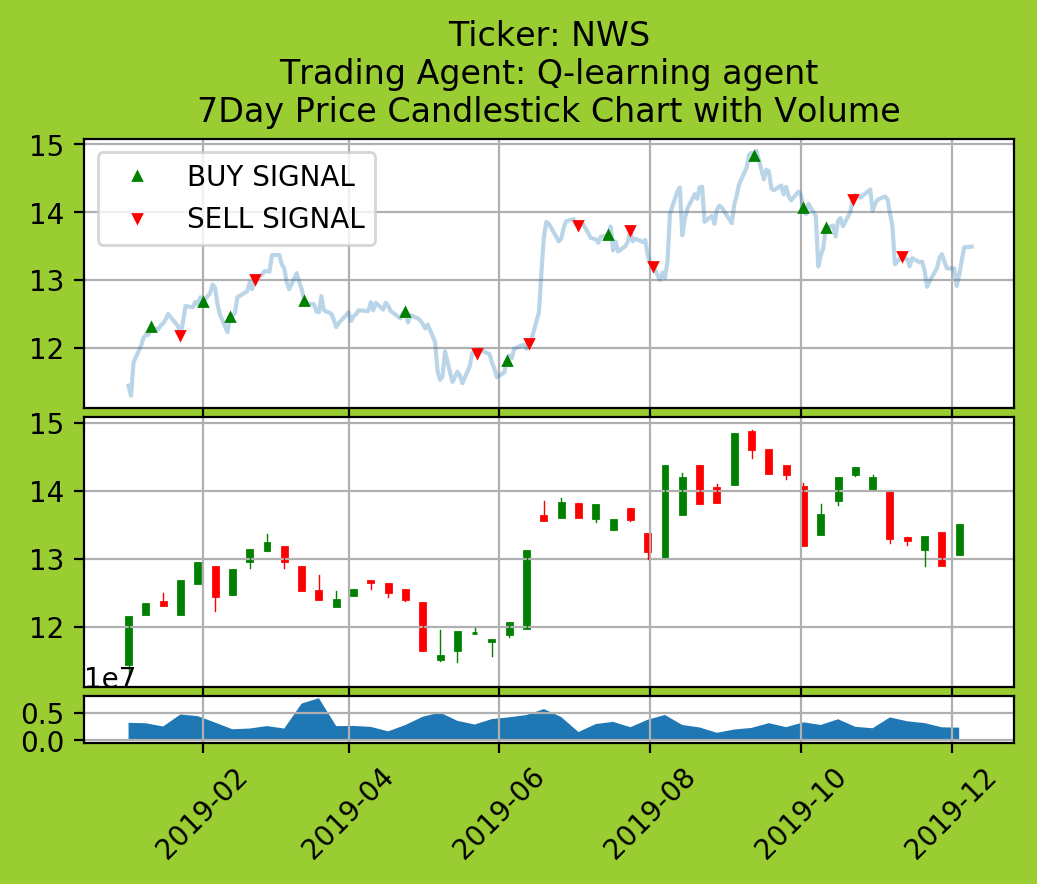 Ticker: NWS
Trading Agent: Q-learning agent
7Day Price Candlestick Chart with Volume
15
14
13
12
BUY SIGNAL
SELL SIGNAL
15
14
13
12
1e7
0.5
0.0
2019-02
2019-04
2019-06
2019-08
2019-10
2019-12